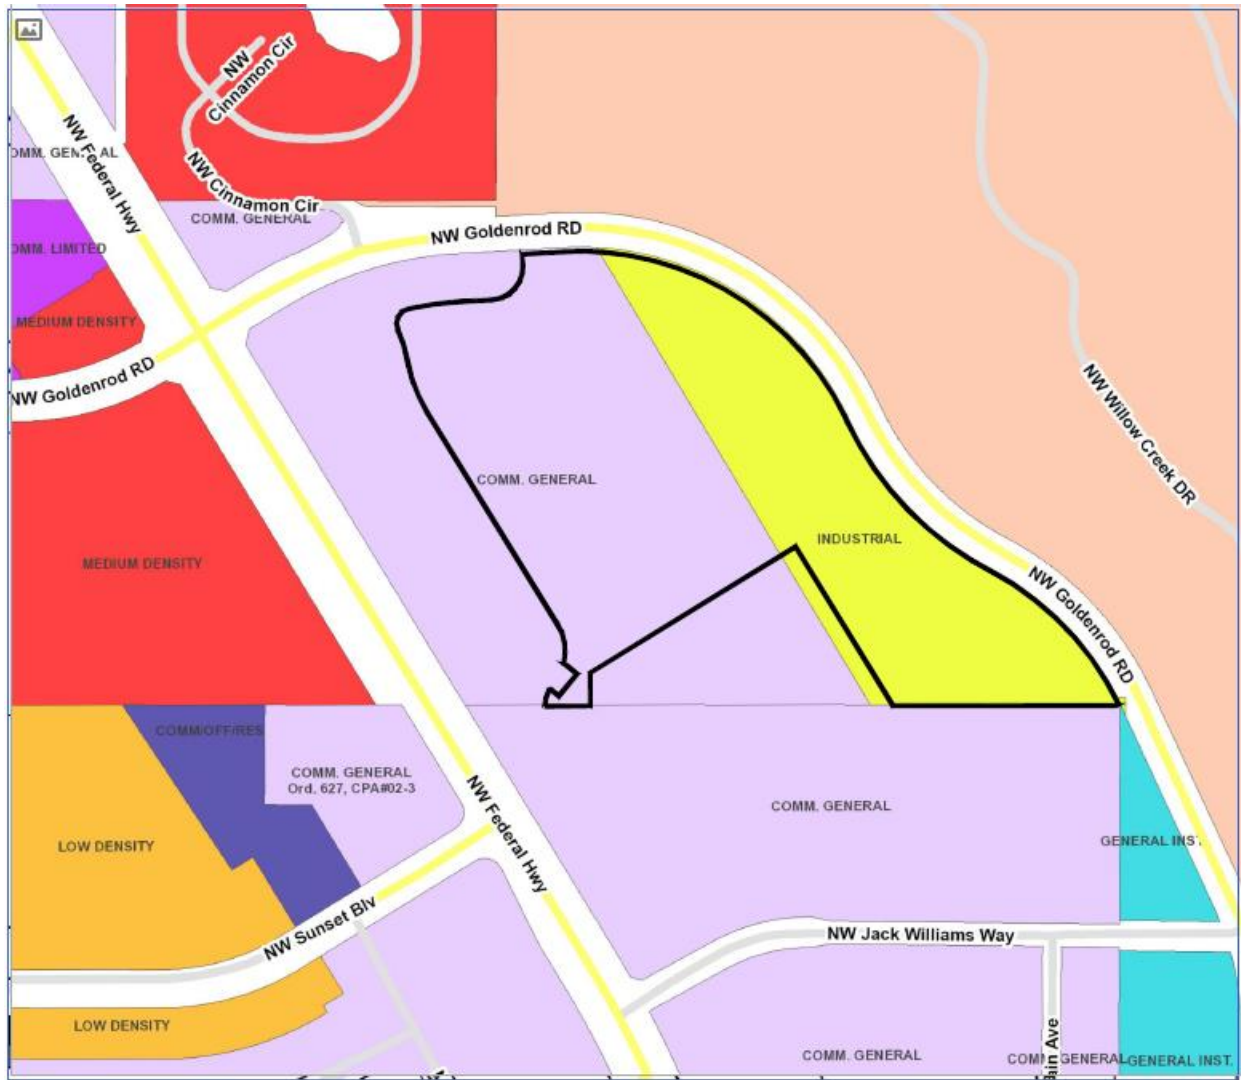 NW
Cinnamon Cir
NW Federal Hwy
NW Cinnamon Cir
COMM. GENERAL
NW Goldenrod RD
OMM. LIMITED
MEDIUM DENSITY
NW Goldenrod RD
NW Willow Creek DR
COMM. GENERAL
INDUSTRIAL
MEDIUM DENSITY
NW Goldenrod RD
COMM/OFF/RES
COMM. GENERAL
Ord. 627, CPA#02-3
NW Federal Hwy
COMM. GENERAL
LOW DENSITY
GENERAL INST.
NW Sunset Blv
NW Jack Williams Way
LOW DENSITY
COMM. GENERAL
GENERAL
GENERAL INST.
ain Ave